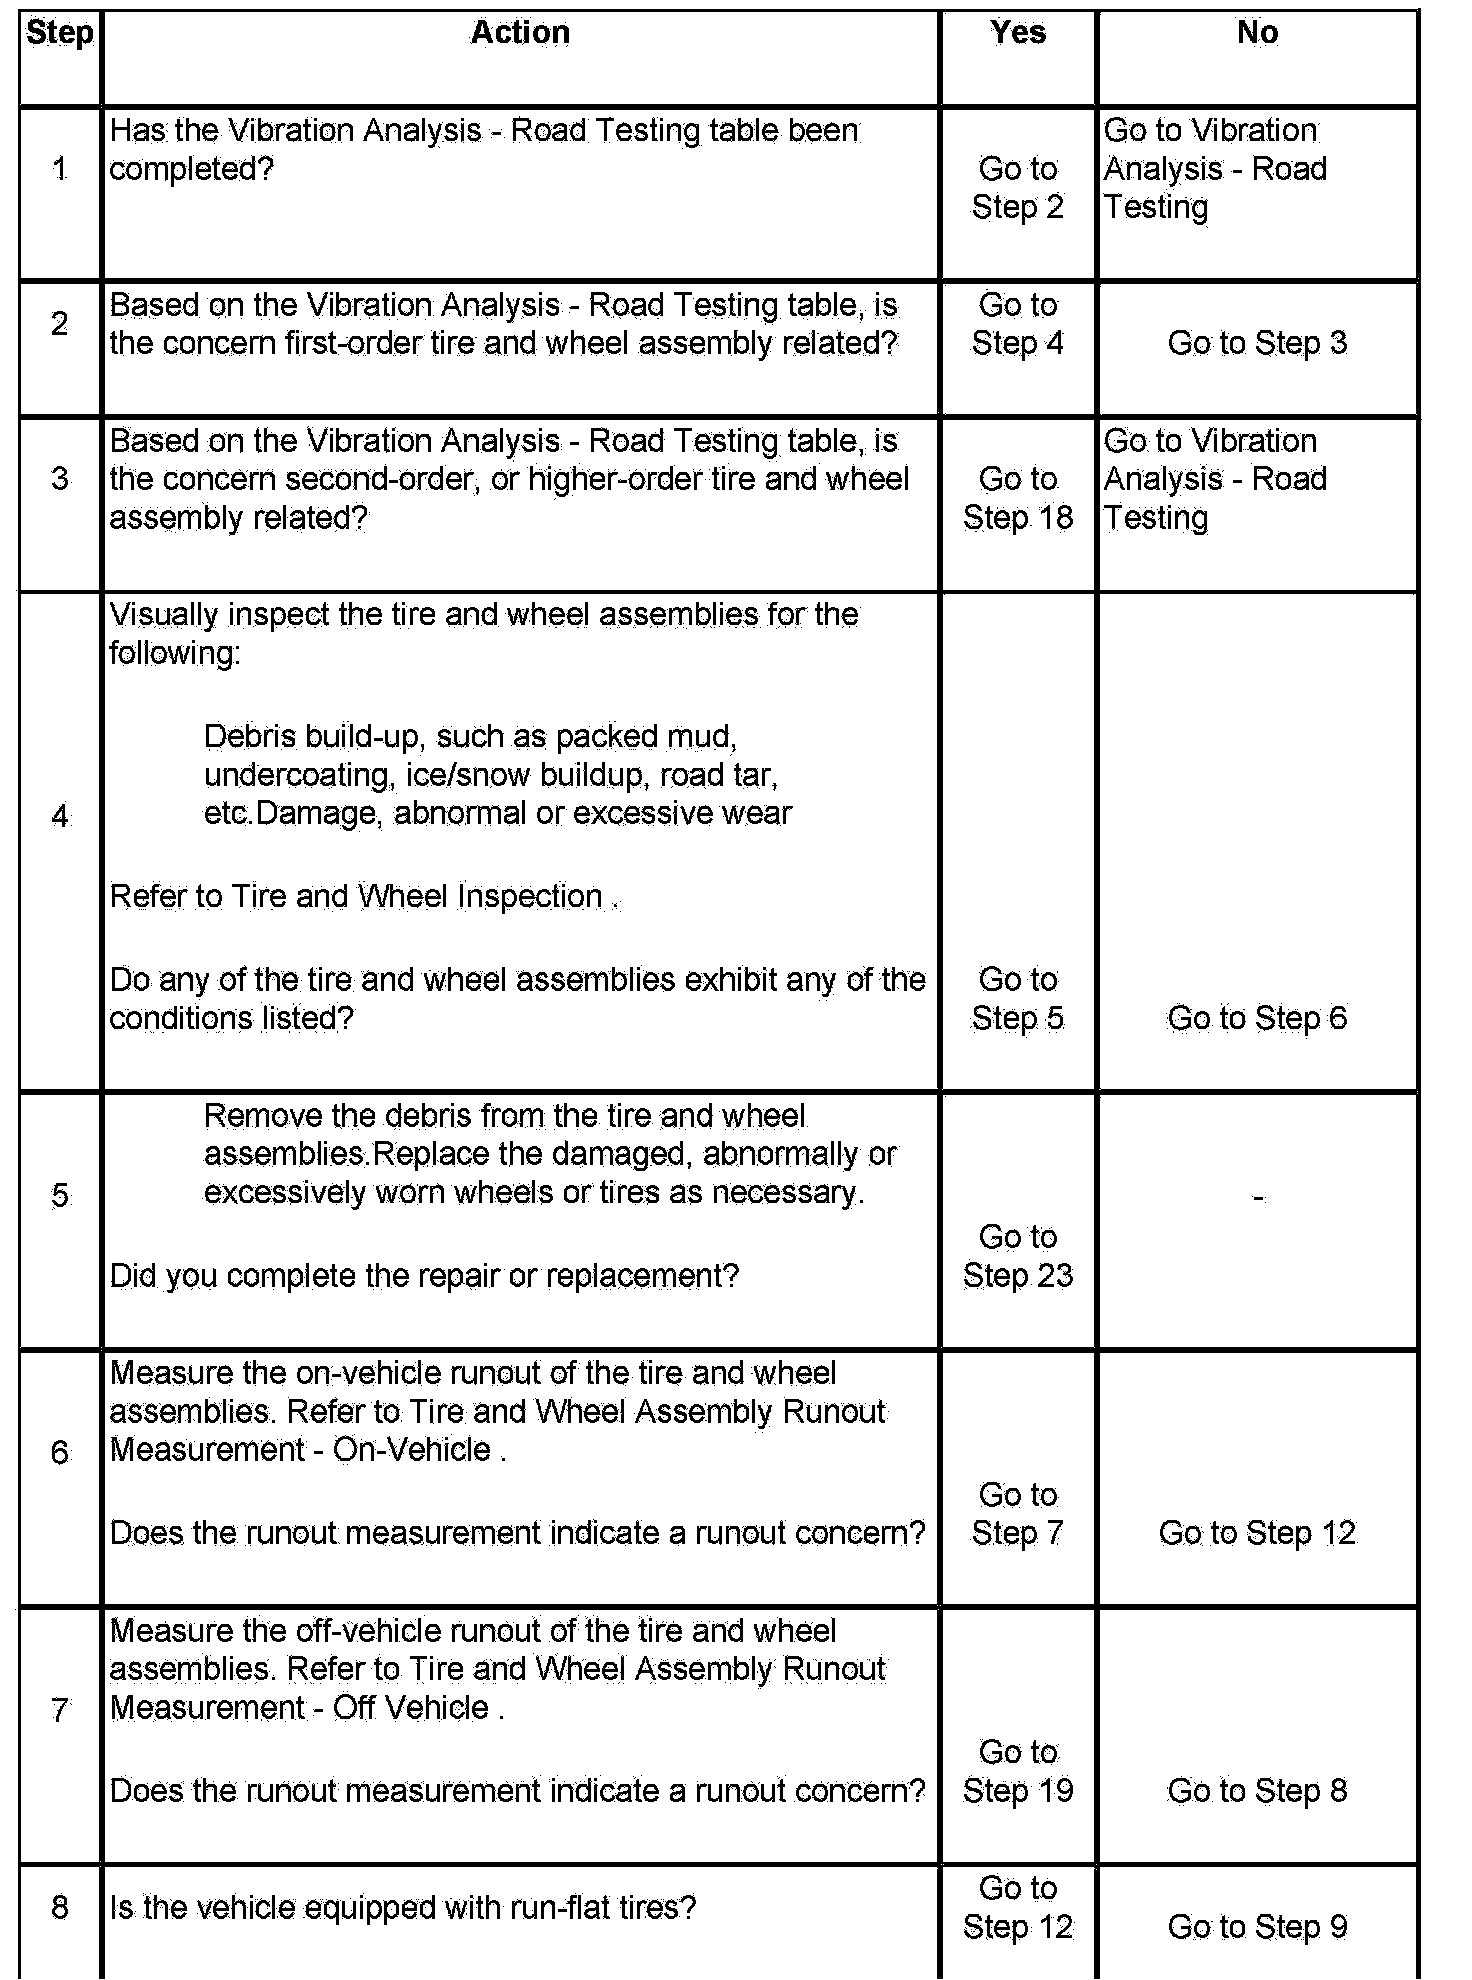 Step Action Yes No
1
Has the Vibration Analysis - Road Testing table been
completed?
Go to
Step 2
Go to Vibration
Analysis - Road
Testing
2
Based on the Vibration Analysis - Road Testing table, is
the concern first-order tire and wheel assembly related?
Go to
Step 4
Go to Step 3
3
Based on the Vibration Analysis - Road Testing table, is
the concern second-order, or higher-order tire and wheel
assembly related?
Go to
Step 18
Go to Vibration
Analysis - Road
Testing
4
Visually inspect the tire and wheel assemblies for the
following:
Debris build-up, such as packed mud,
undercoating, ice/snow buildup, road tar,
etc.Damage, abnormal or excessive wear
Refer to Tire and Wheel Inspection .
Do any of the tire and wheel assemblies exhibit any of the
conditions listed?
Go to
Step 5
Go to Step 6
5
Remove the debris from the tire and wheel
assemblies.Replace the damaged, abnormally or
excessively worn wheels or tires as necessary.
Did you complete the repair or replacement?
Go to
Step 23
-
6
Measure the on-vehicle runout of the tire and wheel
assemblies. Refer to Tire and Wheel Assembly Runout
Measurement - On-Vehicle .
Does the runout measurement indicate a runout concern?
Go to
Step 7
Go to Step 12
7
Measure the off-vehicle runout of the tire and wheel
assemblies. Refer to Tire and Wheel Assembly Runout
Measurement - Off Vehicle .
Does the runout measurement indicate a runout concern?
Go to
Step 19
Go to Step 8
8
Is the vehicle equipped with run-flat tires?
Go to
Step 12
Go to Step 9